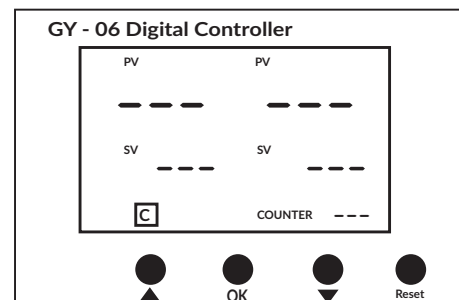 GY - 06 Digital Controller
PV PV
--- ---
SV SV
--- ---
C COUNTER ---
OK Reset